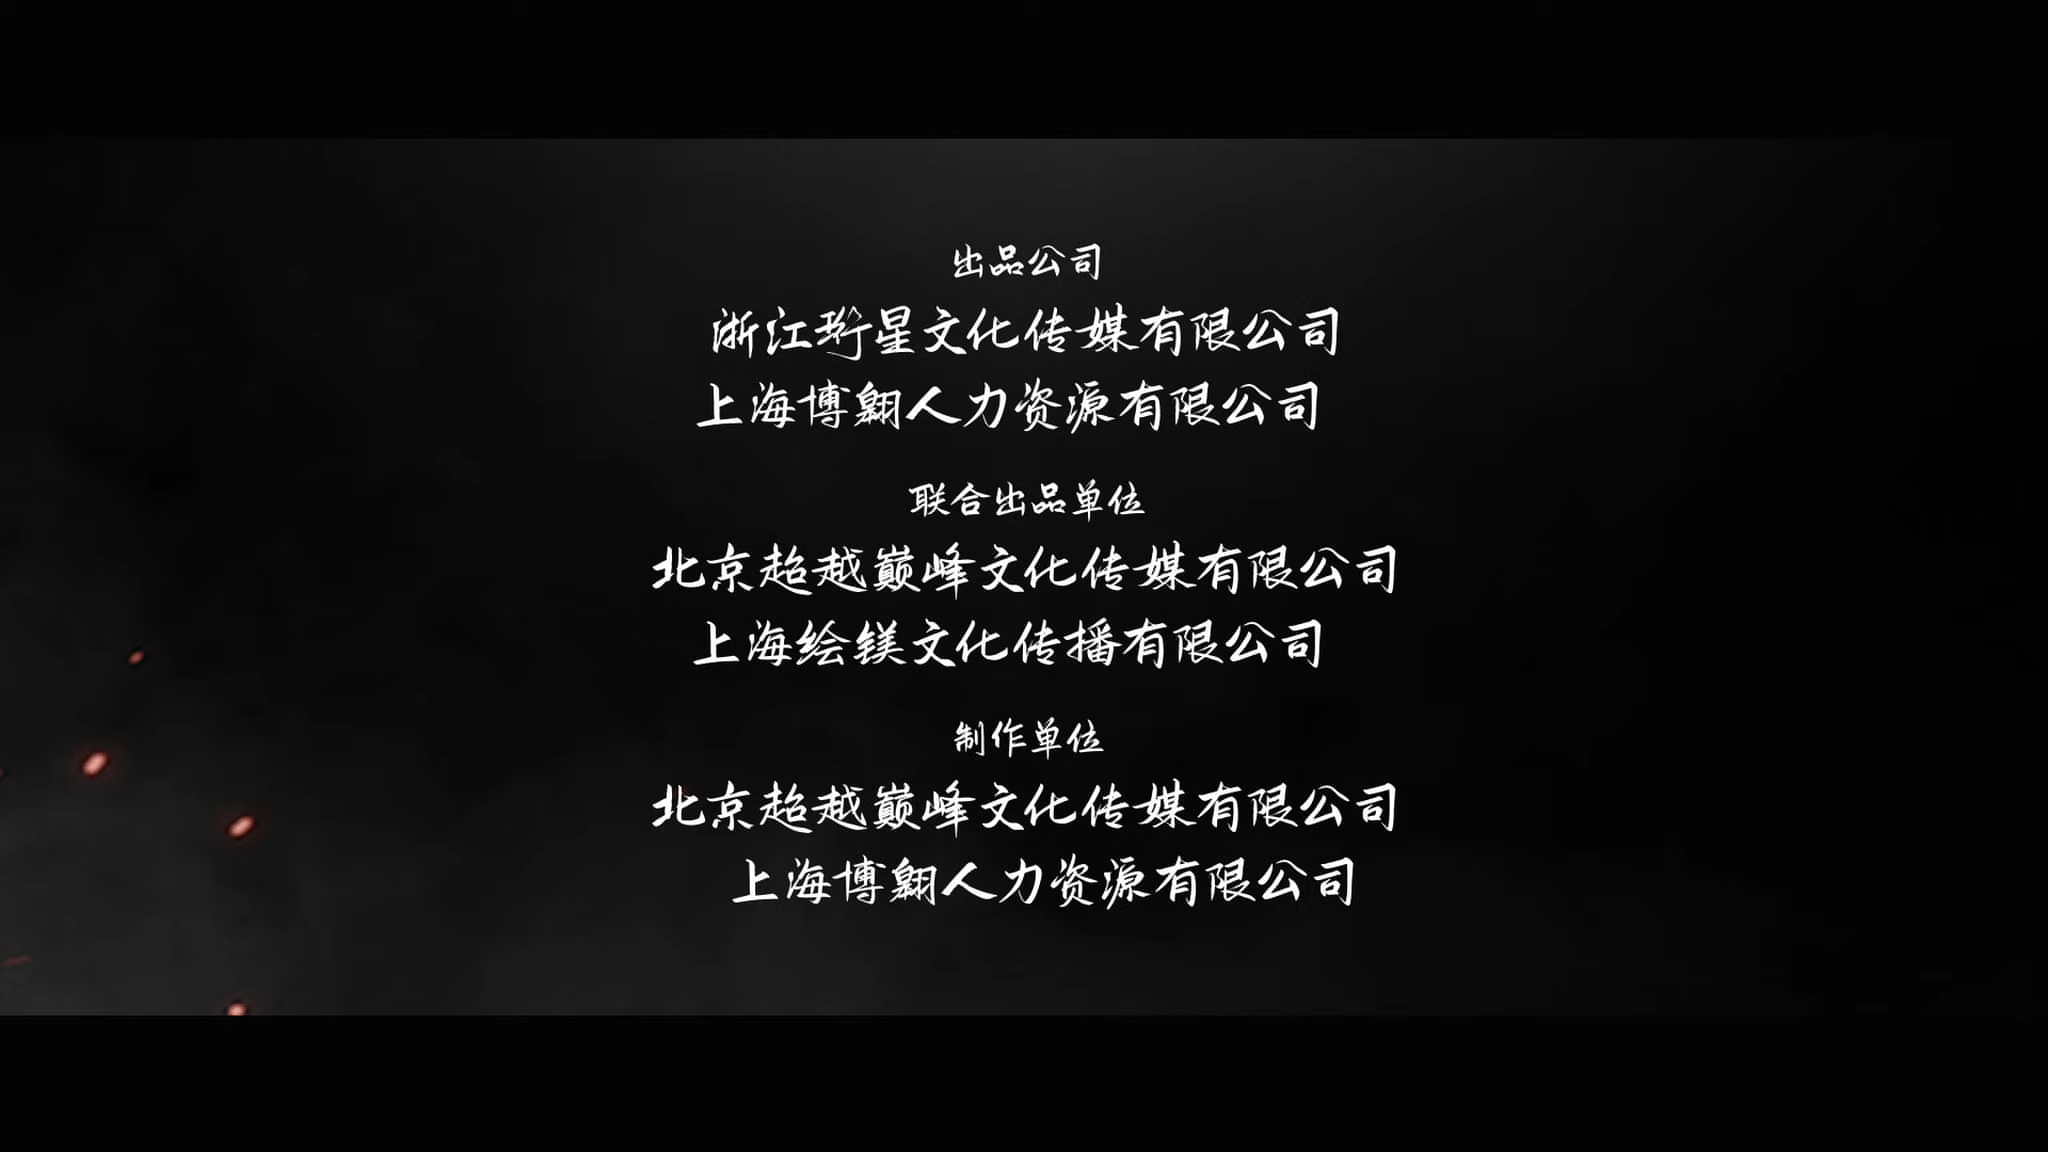 出品公司
浙江珩星文化传媒有限公司
上海博翱人力资源有限公司
联合出品单位
北京超越巅峰文化传媒有限公司
上海绘镁文化传播有限公司
制作单位
北京超越巅峰文化传媒有限公司
上海博翱人力资源有限公司